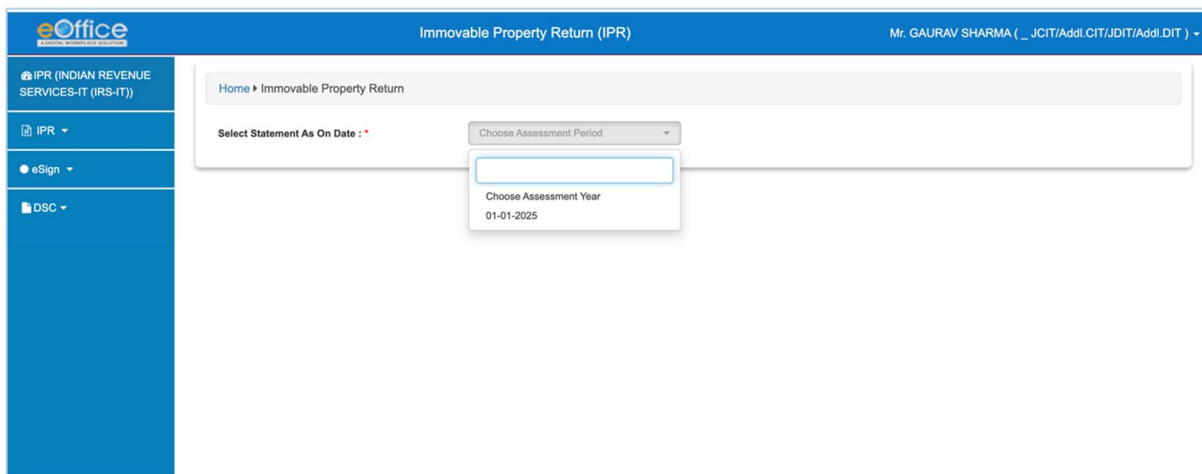 eOffice
A DIGITAL WORKPLACE SOLUTION
Immovable Property Return (IPR)
Mr. GAURAV SHARMA ( _ JCIT/Addl.CIT/JDIT/Addl.DIT )
IPR (INDIAN REVENUE
SERVICES-IT (IRS-IT))
IPR
eSign
DSC
Home Immovable Property Return
Select Statement As On Date : *
Choose Assessment Period
Choose Assessment Year
01-01-2025